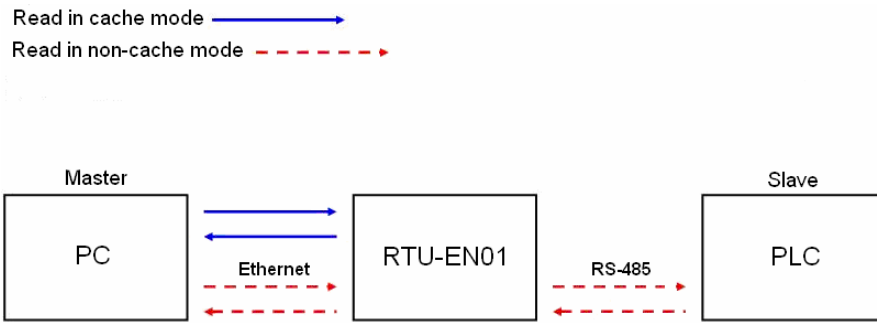 Read in cache mode
Read in non-cache mode
Master
Slave
PC
RTU-EN01
PLC
Ethernet
RS-485